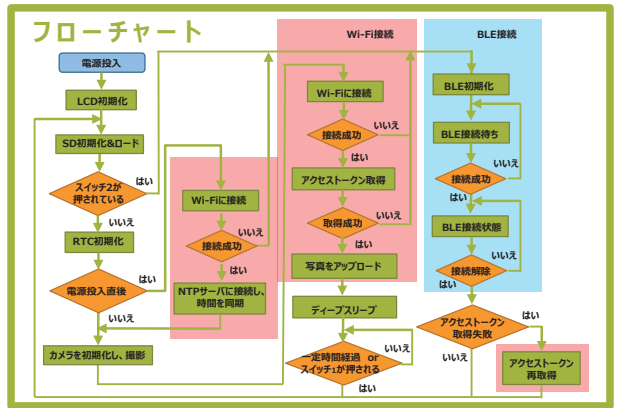 フローチャート
電源投入
LCD初期化
SD初期化&ロード
スイッチ2が
押されている
はい
いいえ
RTC初期化
電源投入直後
はい
いいえ
カメラを初期化し、撮影
Wi-Fiに接続
接続成功
いいえ
はい
NTPサーバに接続し、
時間を同期
Wi-Fi接続
Wi-Fiに接続
接続成功
いいえ
はい
アクセストークン取得
取得成功
いいえ
はい
写真をアップロード
ディープスリープ
一定時間経過 or
スイッチ1が押される
いいえ
はい
BLE接続
BLE初期化
BLE接続待ち
接続成功
いいえ
はい
BLE接続状態
接続解除
いいえ
はい
アクセストークン
取得失敗
はい
いいえ
アクセストークン
再取得